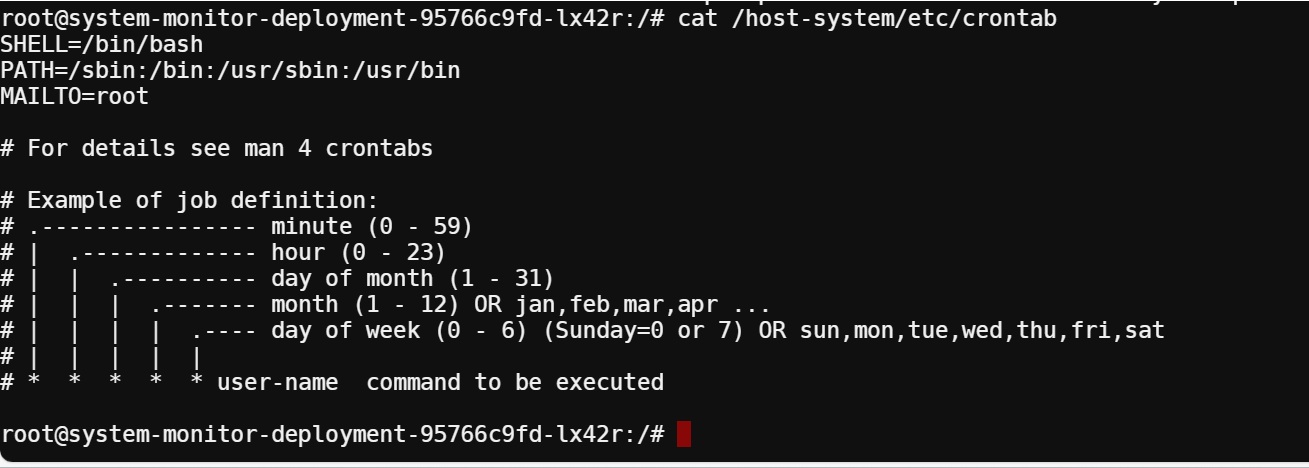 root@system-monitor-deployment-95766c9fd-lx42r:/# cat /host-system/etc/crontab
SHELL=/bin/bash
PATH=/sbin:/bin:/usr/sbin:/usr/bin
MAILTO=root

# For details see man 4 crontabs

# Example of job definition:
# .---------------- minute (0 - 59)
# |  .------------- hour (0 - 23)
# |  |  .---------- day of month (1 - 31)
# |  |  |  .------- month (1 - 12) OR jan,feb,mar,apr ...
# |  |  |  |  .---- day of week (0 - 6) (Sunday=0 or 7) OR sun,mon,tue,wed,thu,fri,sat
# |  |  |  |  |
# *  *  *  *  * user-name  command to be executed

root@system-monitor-deployment-95766c9fd-lx42r:/#